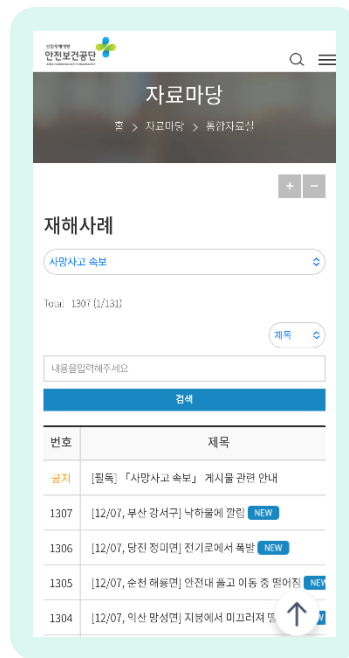 안전보건공단
자료마당
홈 > 자료마당 > 통합자료실
+ −
재해사례
사망사고 속보
Total 1307 (1/131)
제목
내용을입력해주세요
검색
번호 제목
공지 [필독] 「사망사고 속보」 게시물 관련 안내
1307 [12/07, 부산 강서구] 낙하물에 깔림 NEW
1306 [12/07, 당진 정미면] 전기로에서 폭발 NEW
1305 [12/07, 순천 해룡면] 안전대 풀고 이동 중 떨어짐 NEW
1304 [12/07, 익산 망성면] 지붕에서 미끄러져